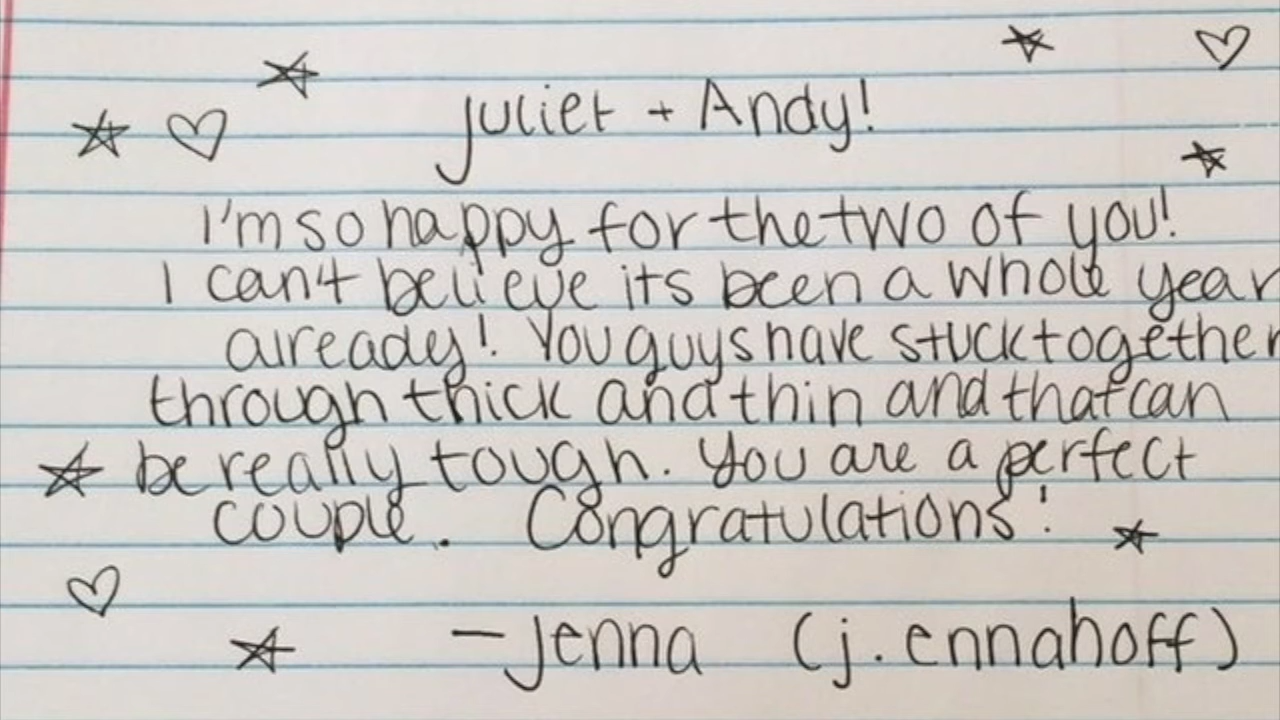 Juliet + Andy!
I'm so happy for the two of you!
I can't believe its been a whole year
already! You guys have stuck together
through thick and thin and that can
be really tough. You are a perfect
couple. Congratulations!
- Jenna (j.ennahoff)